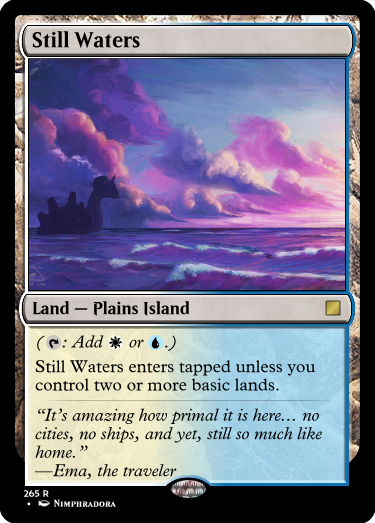 Still Waters
Land — Plains Island
( : Add or .)
Still Waters enters tapped unless you
control two or more basic lands.
“It’s amazing how primal it is here… no
cities, no ships, and yet, still so much like
home.”
—Ema, the traveler
265 R
• Nimphradora